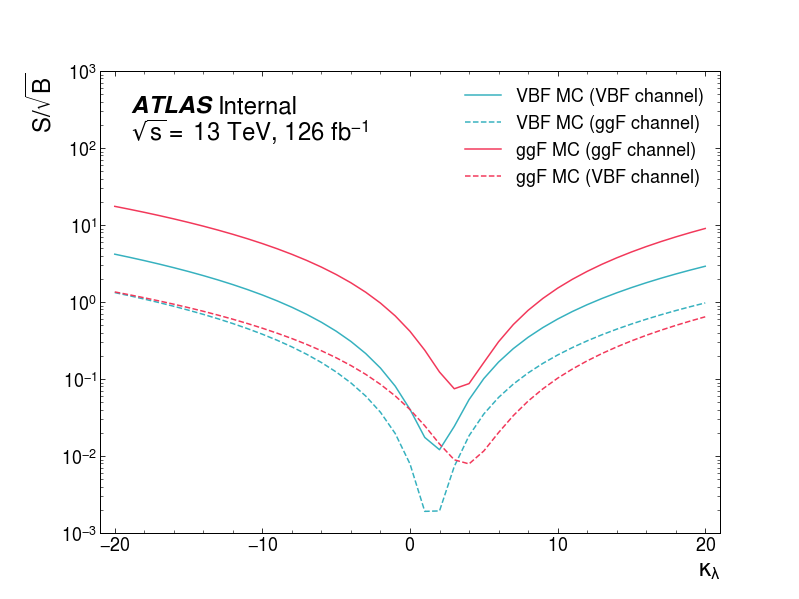 S/√B
10³
10²
10¹
10⁰
10⁻¹
10⁻²
10⁻³
ATLAS Internal
√s = 13 TeV, 126 fb⁻¹
VBF MC (VBF channel)
VBF MC (ggF channel)
ggF MC (ggF channel)
ggF MC (VBF channel)
−20 −10 0 10 20
κλ